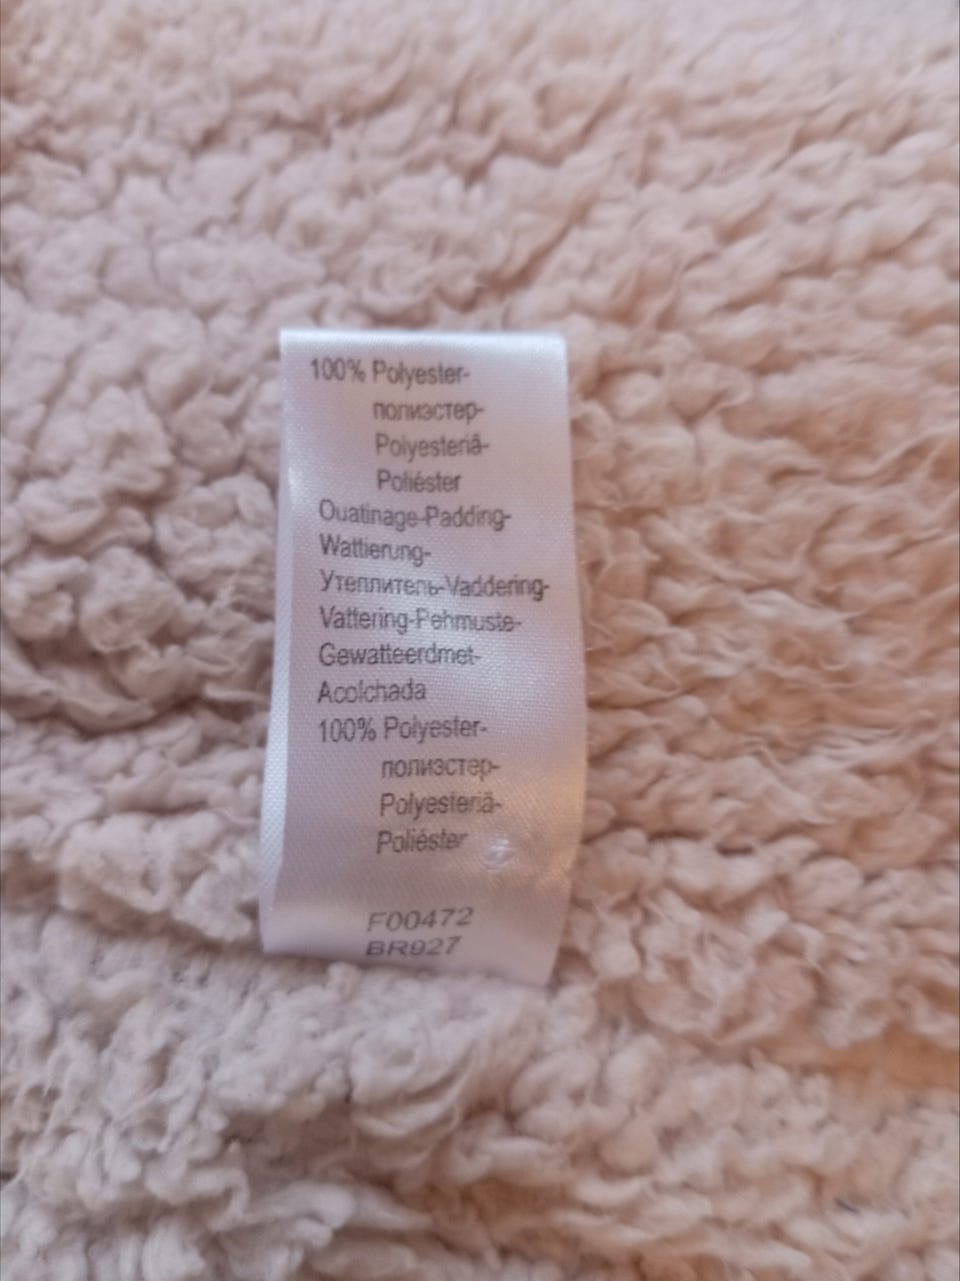 100% Polyester-
полиэстер-
Polyesteriä-
Poliéster
Ouatinage-Padding-
Wattierung-
Утеплитель-Vaddering-
Vattering-Pehmuste-
Gewatteerdmet-
Acolchada
100% Polyester-
полиэстер-
Polyesteriä-
Poliéster
F00472
BR927